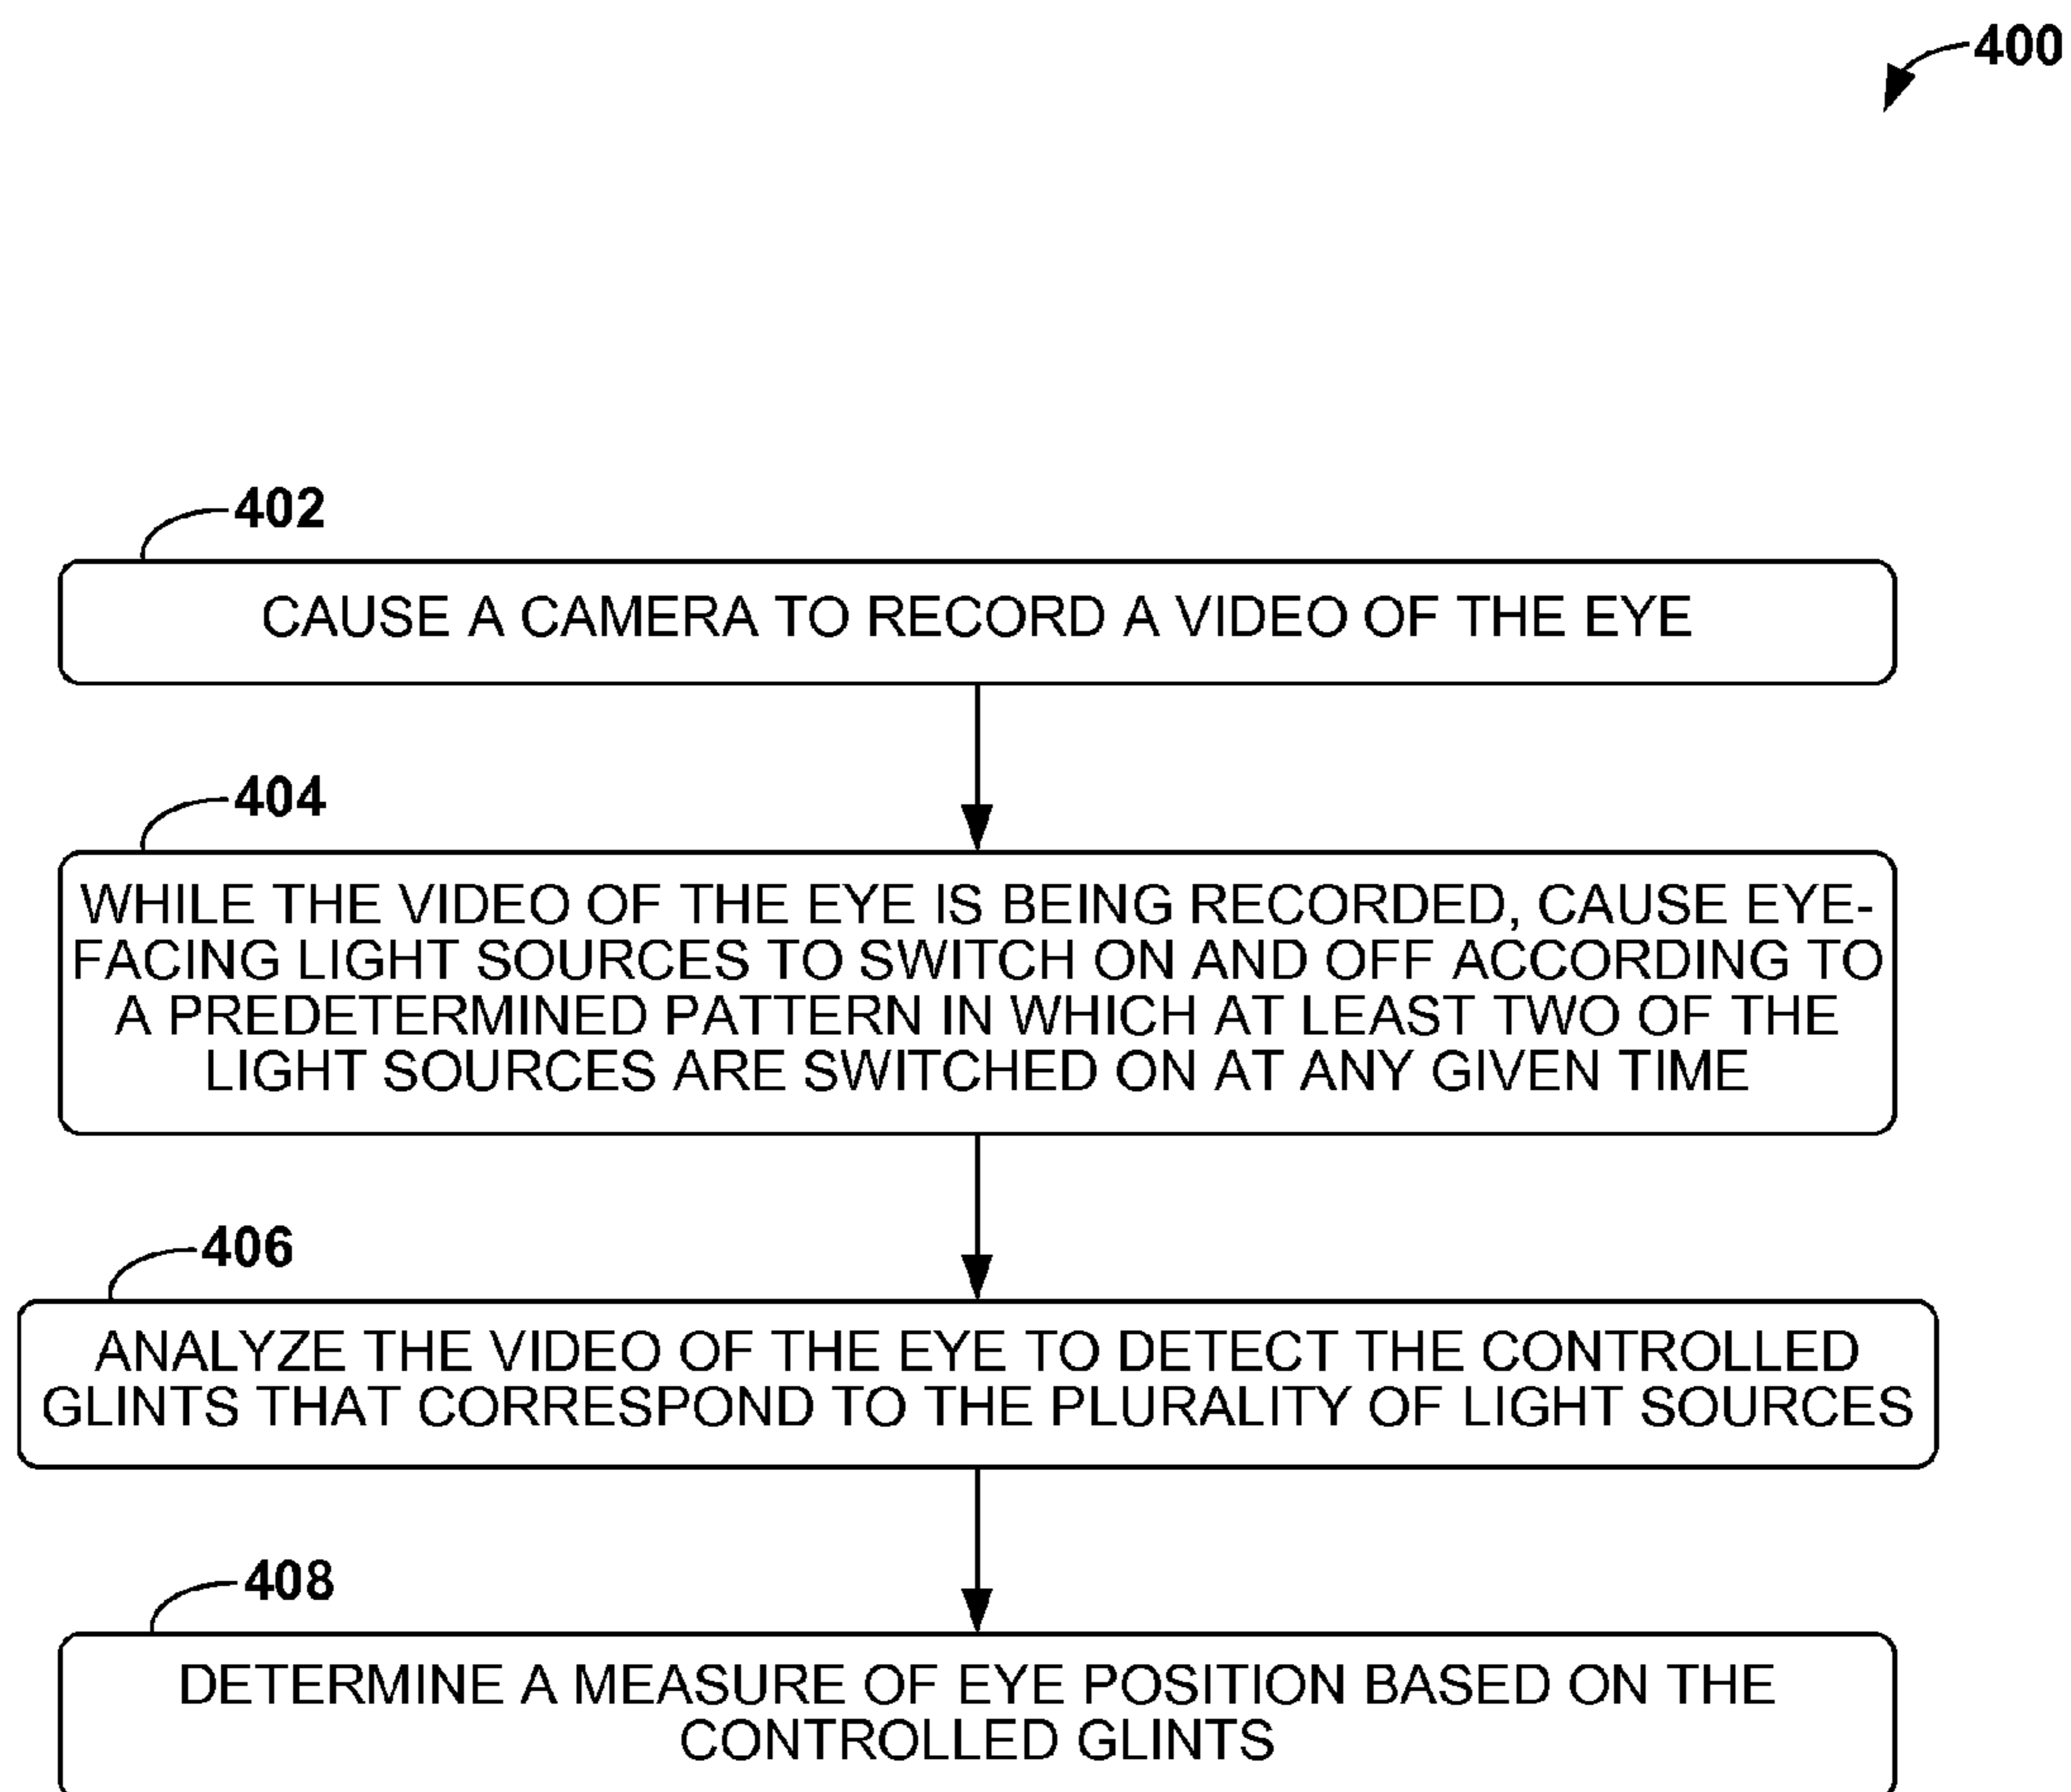 400
402
CAUSE A CAMERA TO RECORD A VIDEO OF THE EYE
404
WHILE THE VIDEO OF THE EYE IS BEING RECORDED, CAUSE EYE-
FACING LIGHT SOURCES TO SWITCH ON AND OFF ACCORDING TO
A PREDETERMINED PATTERN IN WHICH AT LEAST TWO OF THE
LIGHT SOURCES ARE SWITCHED ON AT ANY GIVEN TIME
406
ANALYZE THE VIDEO OF THE EYE TO DETECT THE CONTROLLED
GLINTS THAT CORRESPOND TO THE PLURALITY OF LIGHT SOURCES
408
DETERMINE A MEASURE OF EYE POSITION BASED ON THE
CONTROLLED GLINTS